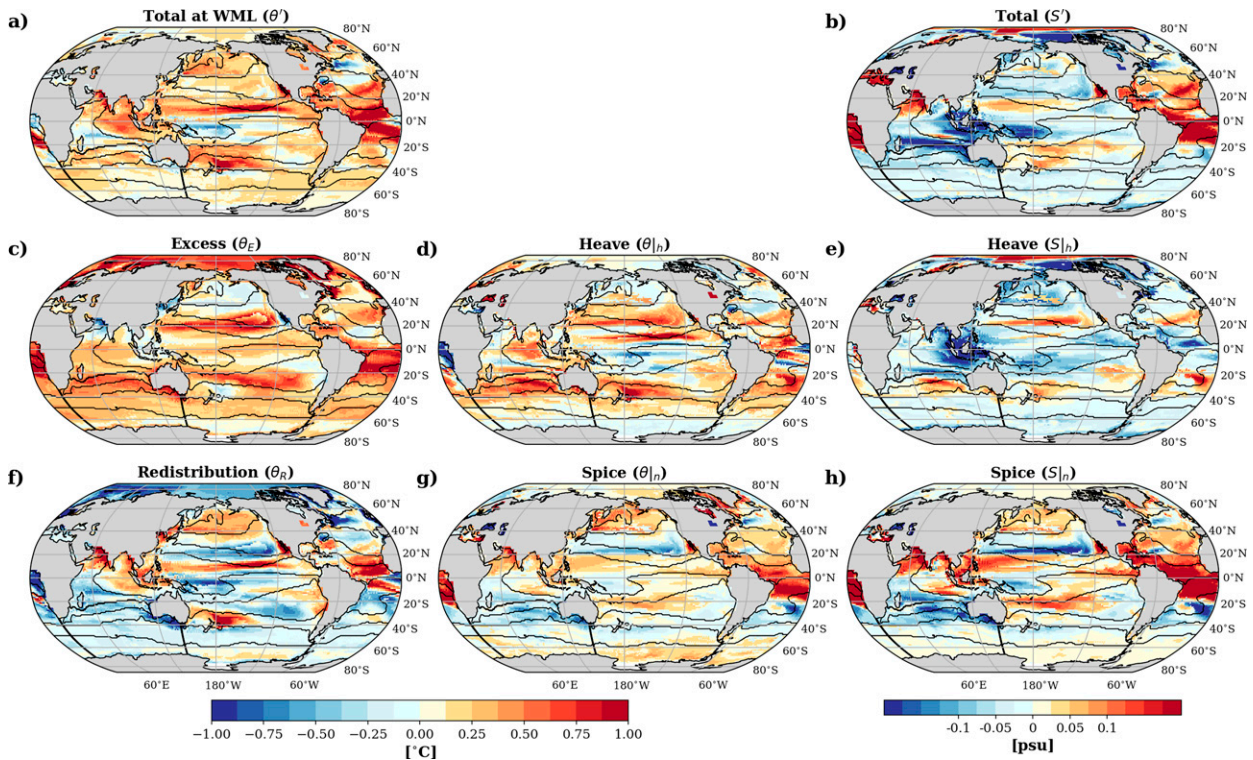 a) Total at WML (θ′)
80°N
60°N
40°N
20°N
0°N
20°S
40°S
60°S
80°S
b) Total (S′)
80°N
60°N
40°N
20°N
0°N
20°S
40°S
60°S
80°S
c) Excess (θE)
80°N
60°N
40°N
20°N
0°N
20°S
40°S
60°S
80°S
d) Heave (θ|h)
80°N
60°N
40°N
20°N
0°N
20°S
40°S
60°S
80°S
e) Heave (S|h)
80°N
60°N
40°N
20°N
0°N
20°S
40°S
60°S
80°S
f) Redistribution (θR)
80°N
60°N
40°N
20°N
0°N
20°S
40°S
60°S
80°S
60°E 180°W 60°W
g) Spice (θ|n)
80°N
60°N
40°N
20°N
0°N
20°S
40°S
60°S
80°S
60°E 180°W 60°W
h) Spice (S|n)
80°N
60°N
40°N
20°N
0°N
20°S
40°S
60°S
80°S
60°E 180°W 60°W
−1.00 −0.75 −0.50 −0.25 0.00 0.25 0.50 0.75 1.00
[°C]
-0.1 -0.05 0 0.05 0.1
[psu]